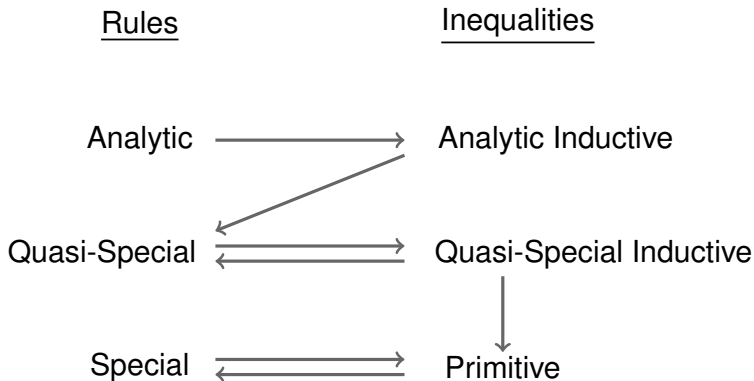 Rules Inequalities
Analytic Analytic Inductive
Quasi-Special Quasi-Special Inductive
Special Primitive